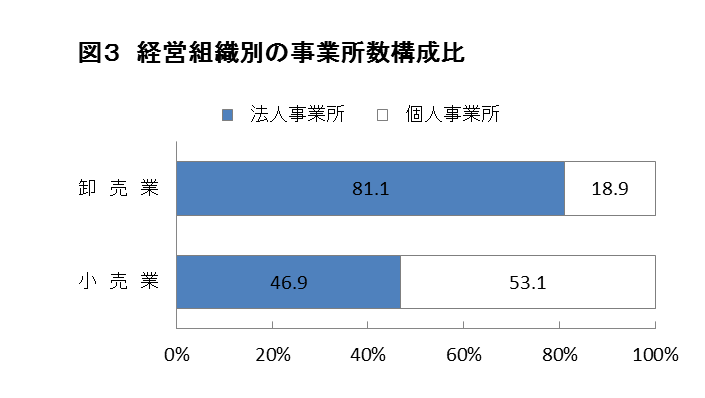 図３ 経営組織別の事業所数構成比
法人事業所 個人事業所
卸 売 業 81.1 18.9
小 売 業 46.9 53.1
0% 20% 40% 60% 80% 100%